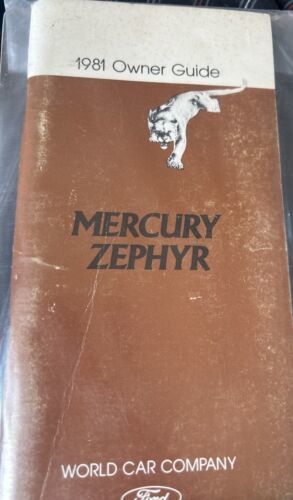 1981 Owner Guide
MERCURY
ZEPHYR
WORLD CAR COMPANY
Ford